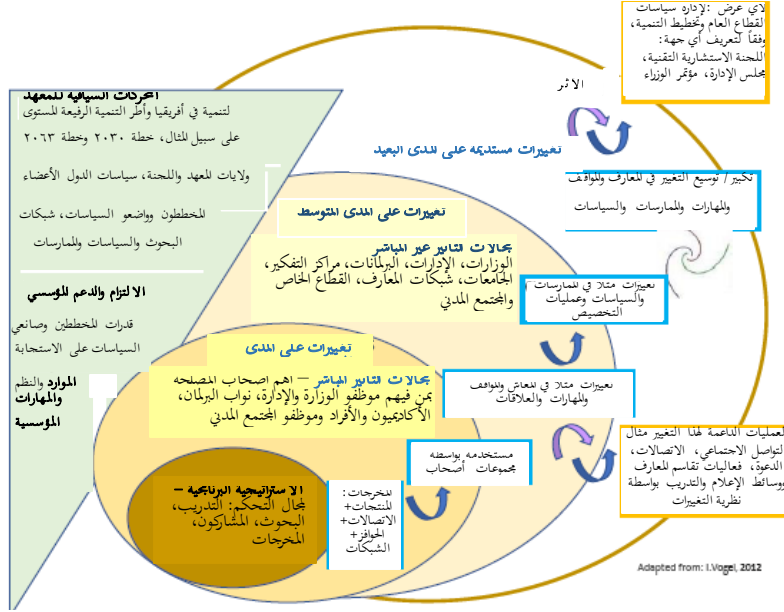 لأي غرض :لإدارة سياسات
القطاع العام وتخطيط التنمية،
وفقاً لتعريف أي جهة:
اللجنة الاستشارية التقنية،
مجلس الإدارة، مؤتمر الوزراء
الاثر
المحركات السياقية للمعهد
لتنمية في أفريقيا وأطر التنمية الرفيعة المستوى
على سبيل المثال، خطة ٢٠٣٠ وخطة ٢٠٦٣
ولايات المعهد واللجنة، سياسات الدول الأعضاء
المخططون وواضعو السياسات، شبكات
البحوث والسياسات والممارسات
الالتزام والدعم المؤسسي
قدرات المخططين وصانعي
السياسات على الاستجابة
الموارد والنظم
والمهارات
المؤسسية
تغييرات مستديمة على المدى البعيد
تكبير/ توسيع التغيير في المعارف والمواقف
والمهارات والممارسات والسياسات
تغييرات على المدى المتوسط
مجالات التأثير غير المباشر
الوزارات، الإدارات، البرلمانات، مراكز التفكير،
الجامعات، شبكات المعارف، القطاع الخاص
والمجتمع المدني
تغييرات مثلا في الممارسات
والسياسات وعمليات
التخصيص
تغييرات على المدى
مجالات التأثير المباشر – اهم اصحاب المصلحة
بمن فيهم موظفو الوزارة والإدارة، نواب البرلمان،
الأكاديميون والأفراد وموظفو المجتمع المدني
تغييرات مثلا في المعاش والمواقف
والمهارات والعلاقات
العمليات الداعمة لهذا التغيير مثال
لتواصل الاجتماعي، الاتصالات،
الدعوة، فعاليات تقاسم المعارف
ووسائط الإعلام والتدريب بواسطة
نظرية التغييرات
مستخدمه بواسطه
مجموعات أصحاب
الاستراتيجية البرنامجية –
مجال التحكم: التدريب،
البحوث، المشاركون،
المخرجات
المخرجات:
المنتجات+
الاتصالات+
الحوافز+
الشبكات
Adapted from: I.Vogel, 2012